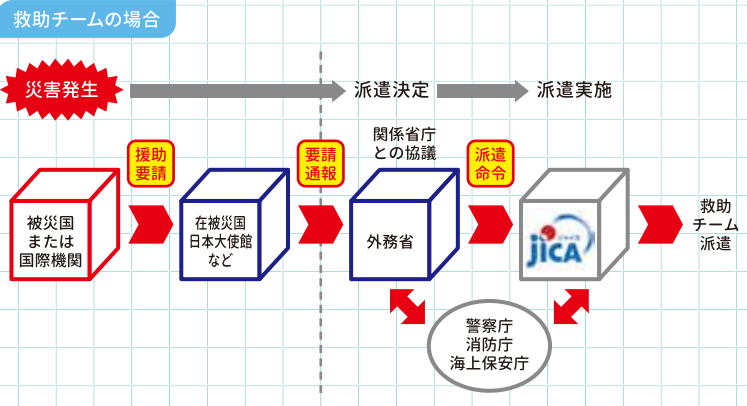 救助チームの場合
災害発生
派遣決定
派遣実施
関係省庁
との協議
援助
要請
要請
通報
派遣
命令
被災国
または
国際機関
在被災国
日本大使館
など
外務省
JICA
救助
チーム
派遣
警察庁
消防庁
海上保安庁